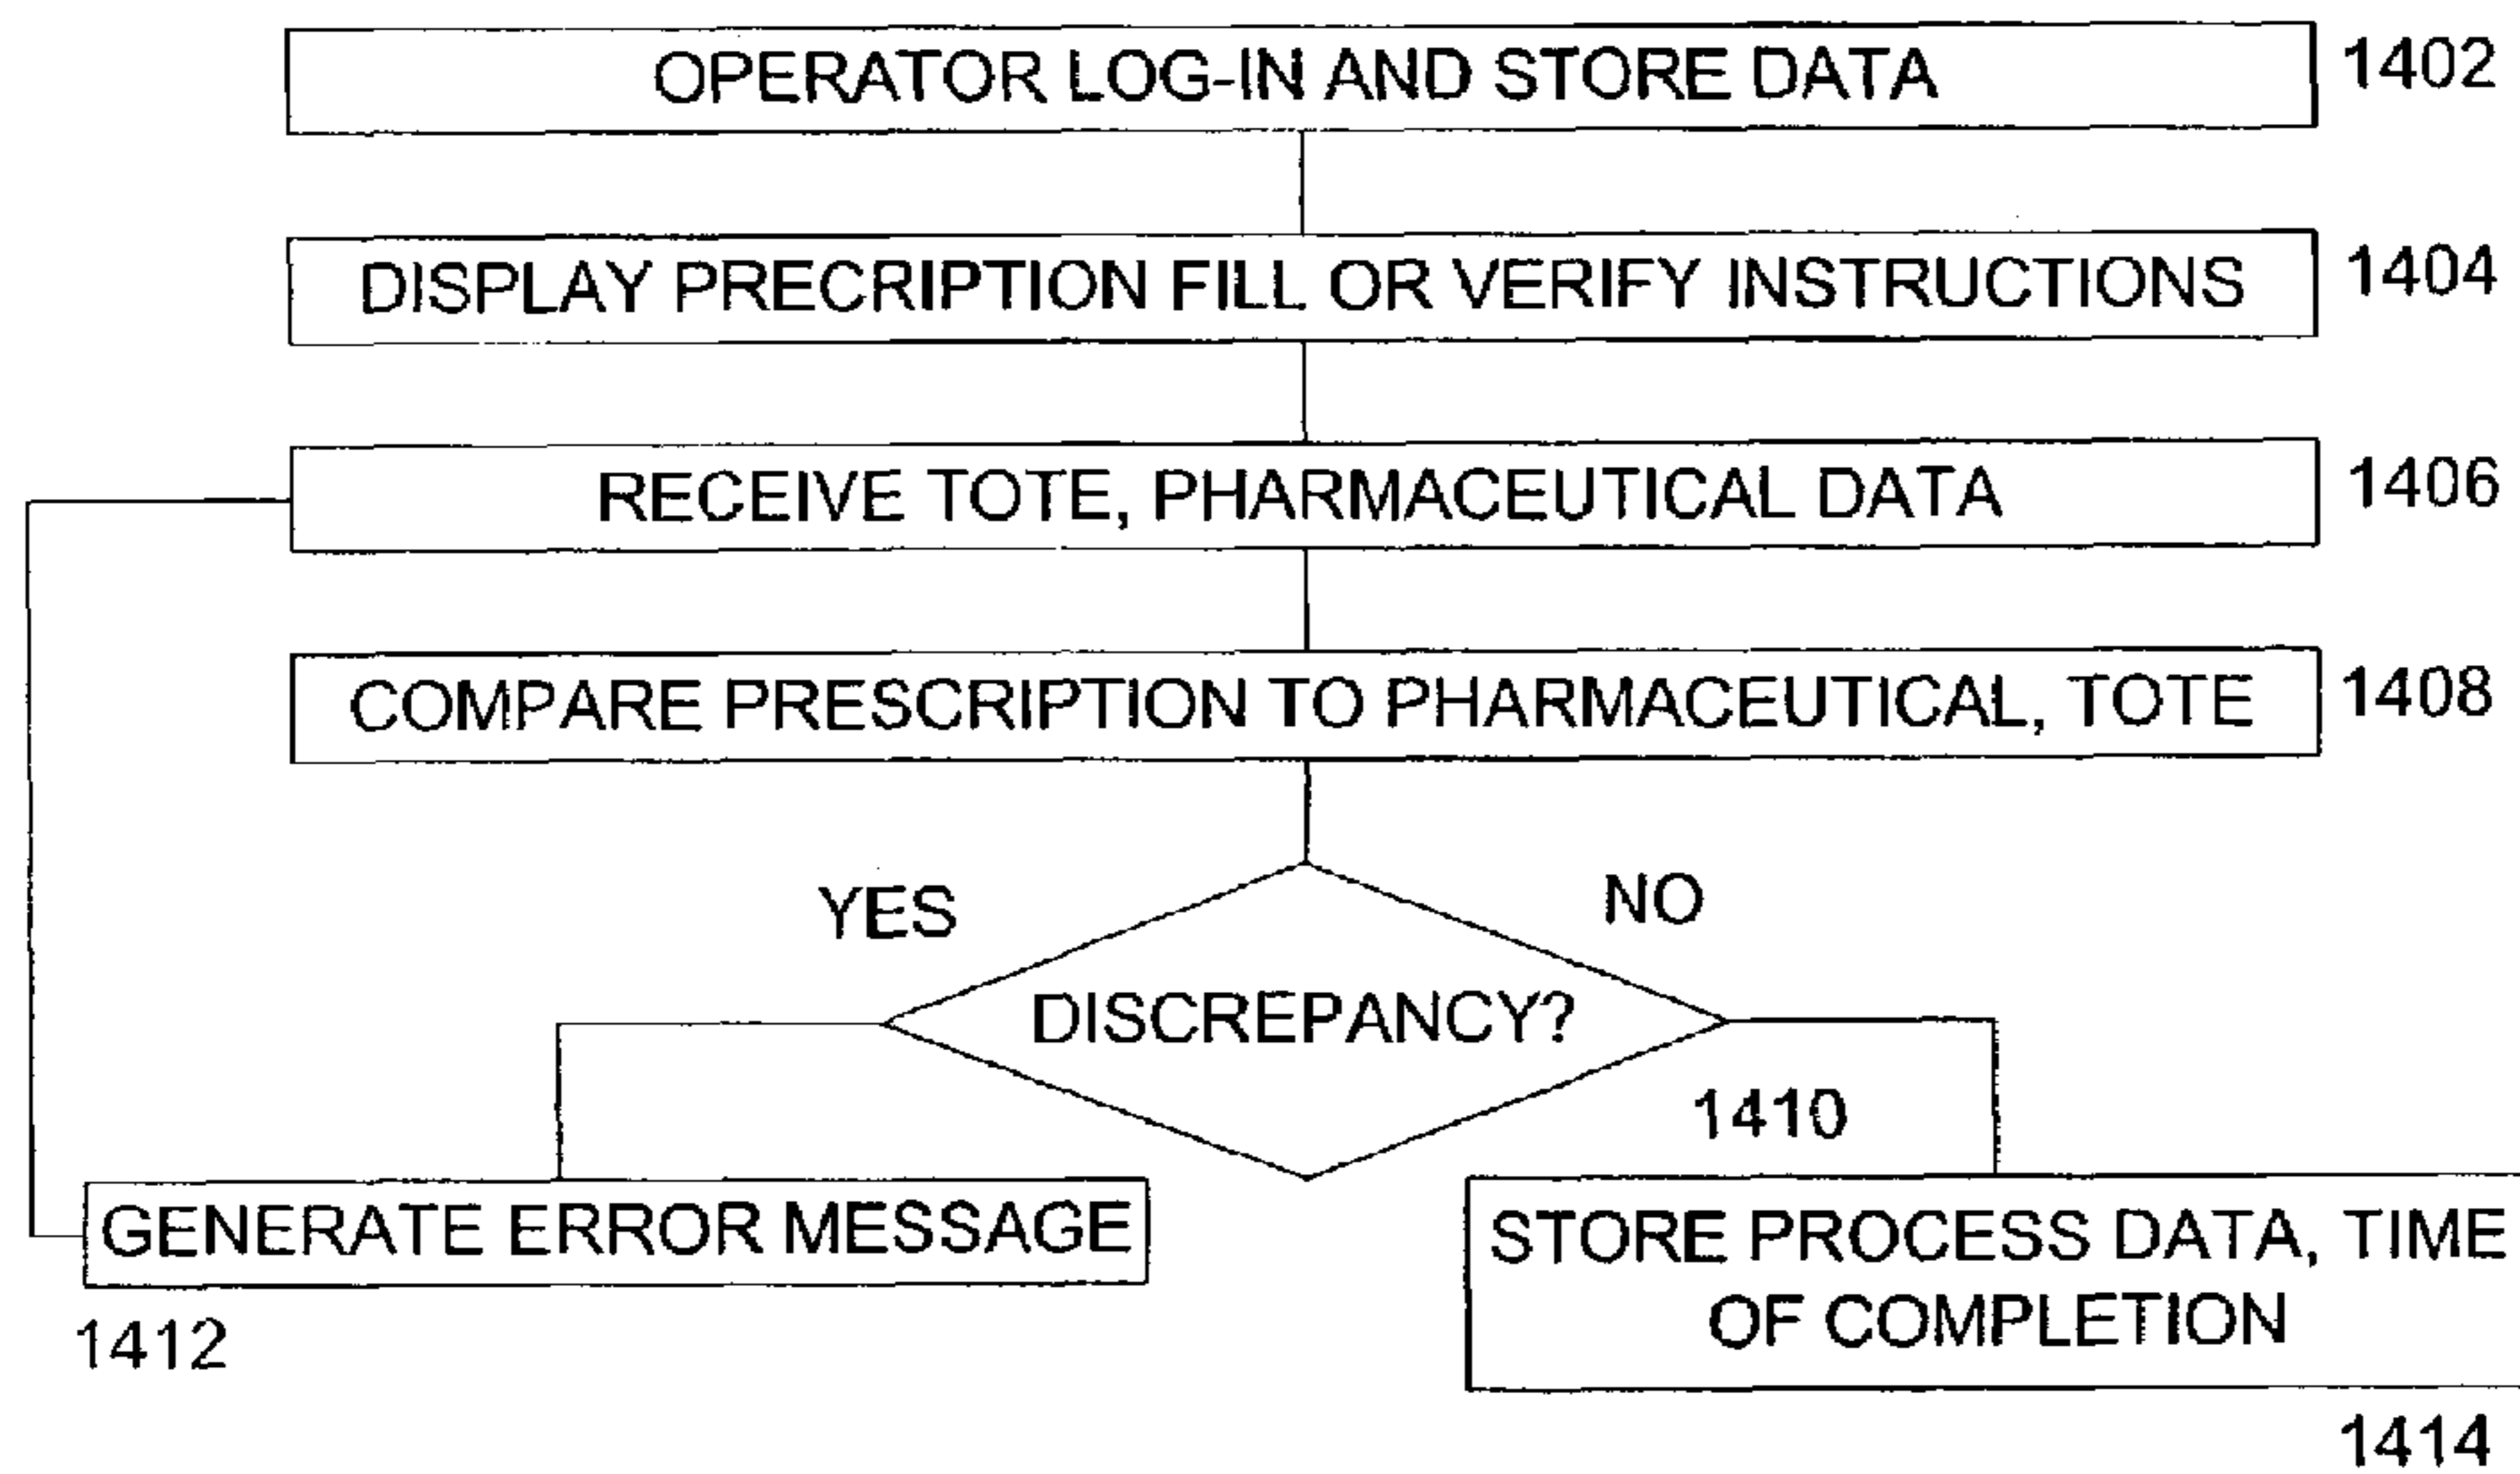 OPERATOR LOG-IN AND STORE DATA
1402
DISPLAY PRECRIPTION FILL OR VERIFY INSTRUCTIONS
1404
RECEIVE TOTE, PHARMACEUTICAL DATA
1406
COMPARE PRESCRIPTION TO PHARMACEUTICAL, TOTE
1408
YES
NO
DISCREPANCY?
1410
GENERATE ERROR MESSAGE
1412
STORE PROCESS DATA, TIME
OF COMPLETION
1414